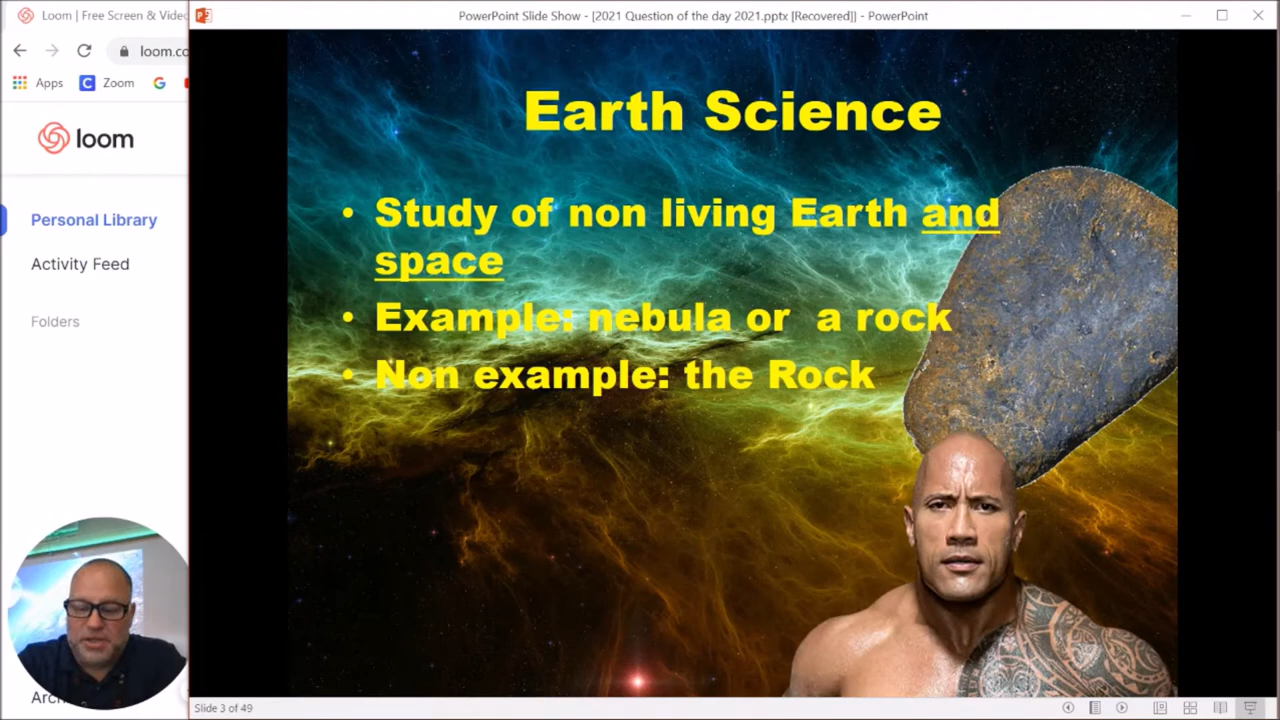 Loom | Free Screen & Video
PowerPoint Slide Show - [2021 Question of the day 2021.pptx [Recovered]] - PowerPoint
loom.co
Apps
Zoom
loom
Personal Library
Activity Feed
Folders
Earth Science
• Study of non living Earth and
space
• Example: nebula or a rock
• Non example: the Rock
Slide 3 of 49